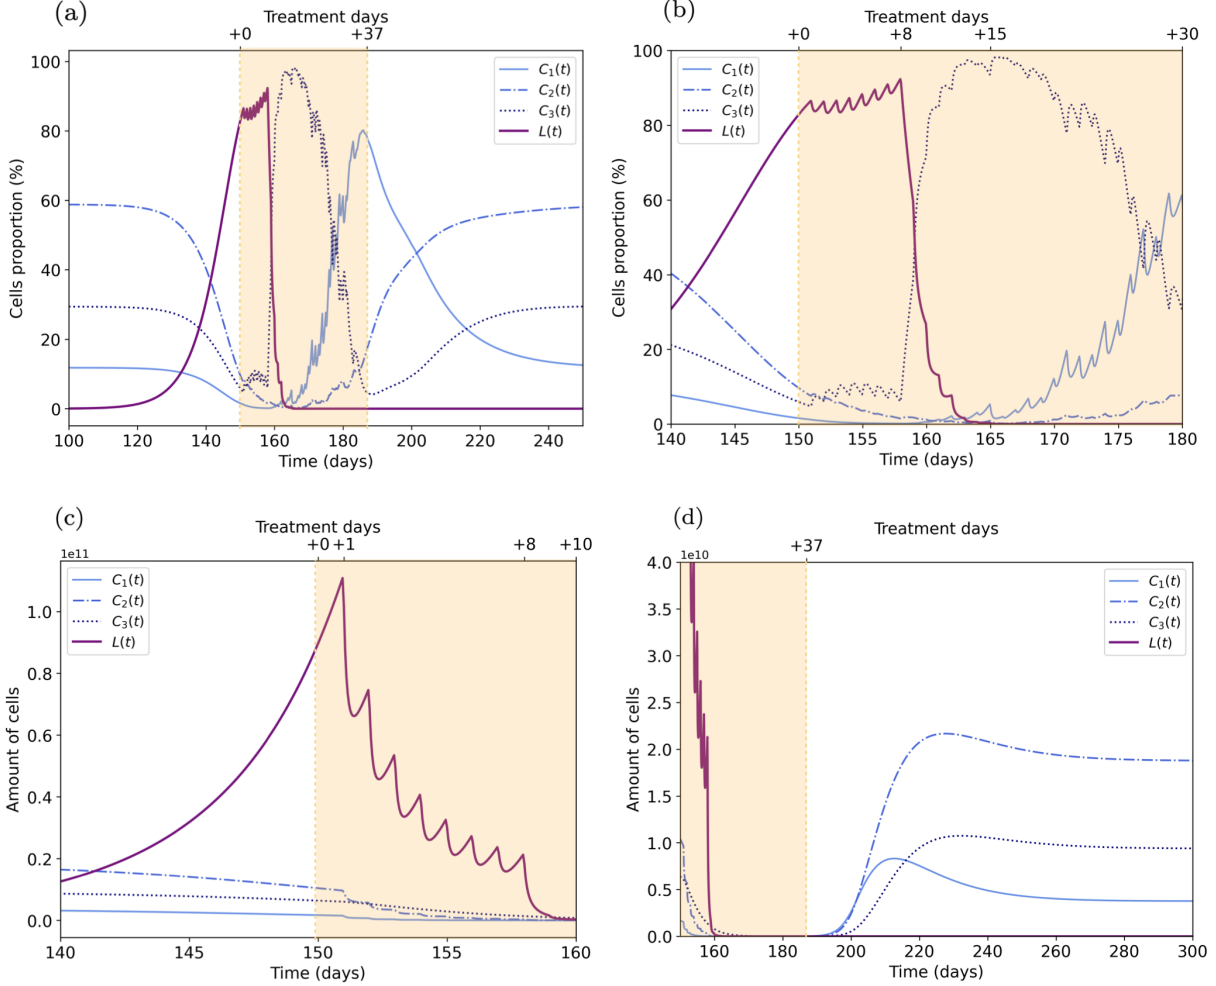 (a)
Treatment days
+0 +37
100
80
60
40
20
0
Cells proportion (%)
C₁(t)
C₂(t)
C₃(t)
L(t)
100 120 140 160 180 200 220 240
Time (days)
(b)
Treatment days
+0 +8 +15 +30
100
80
60
40
20
0
Cells proportion (%)
C₁(t)
C₂(t)
C₃(t)
L(t)
140 145 150 155 160 165 170 175 180
Time (days)
(c)
Treatment days
+0 +1 +8 +10
1e11
1.0
0.8
0.6
0.4
0.2
0.0
Amount of cells
C₁(t)
C₂(t)
C₃(t)
L(t)
140 145 150 155 160
Time (days)
(d)
Treatment days
+37
1e10
4.0
3.5
3.0
2.5
2.0
1.5
1.0
0.5
0.0
Amount of cells
C₁(t)
C₂(t)
C₃(t)
L(t)
160 180 200 220 240 260 280 300
Time (days)